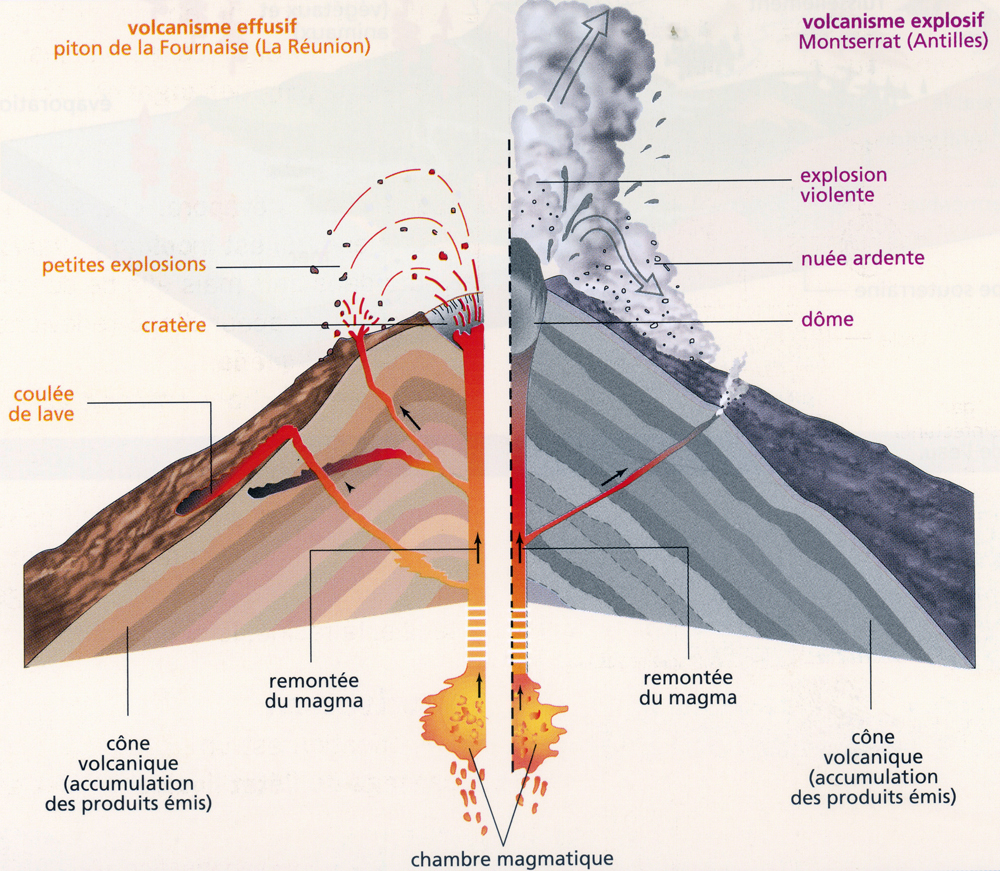 volcanisme effusif
piton de la Fournaise (La Réunion)
volcanisme explosif
Montserrat (Antilles)
explosion
violente
petites explosions
nuée ardente
cratère
dôme
coulée
de lave
remontée
du magma
remontée
du magma
cône
volcanique
(accumulation
des produits émis)
cône
volcanique
(accumulation
des produits émis)
chambre magmatique